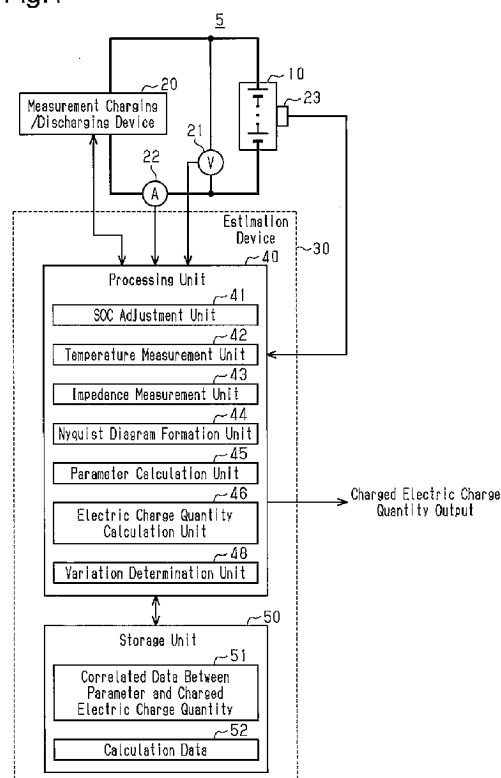 5
20
Measurement Charging
/Discharging Device
10
23
21
V
22
A
Estimation
Device
30
40
Processing Unit
41
SOC Adjustment Unit
42
Temperature Measurement Unit
43
Impedance Measurement Unit
44
Nyquist Diagram Formation Unit
45
Parameter Calculation Unit
46
Electric Charge Quantity
Calculation Unit
48
Variation Determination Unit
Charged Electric Charge
Quantity Output
50
Storage Unit
51
Correlated Data Between
Parameter and Charged
Electric Charge Quantity
52
Calculation Data